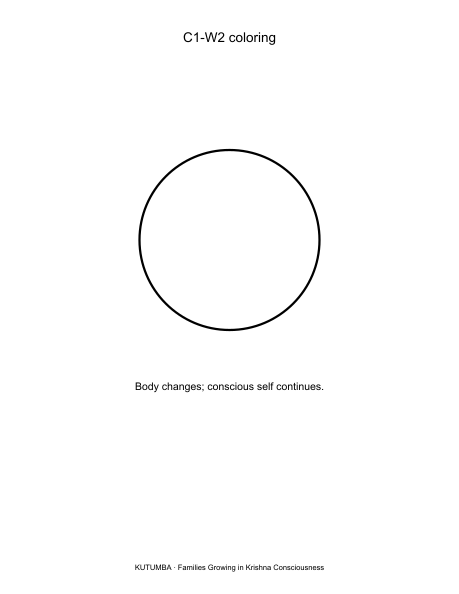 C1-W2 coloring
Body changes; conscious self continues.
KUTUMBA · Families Growing in Krishna Consciousness